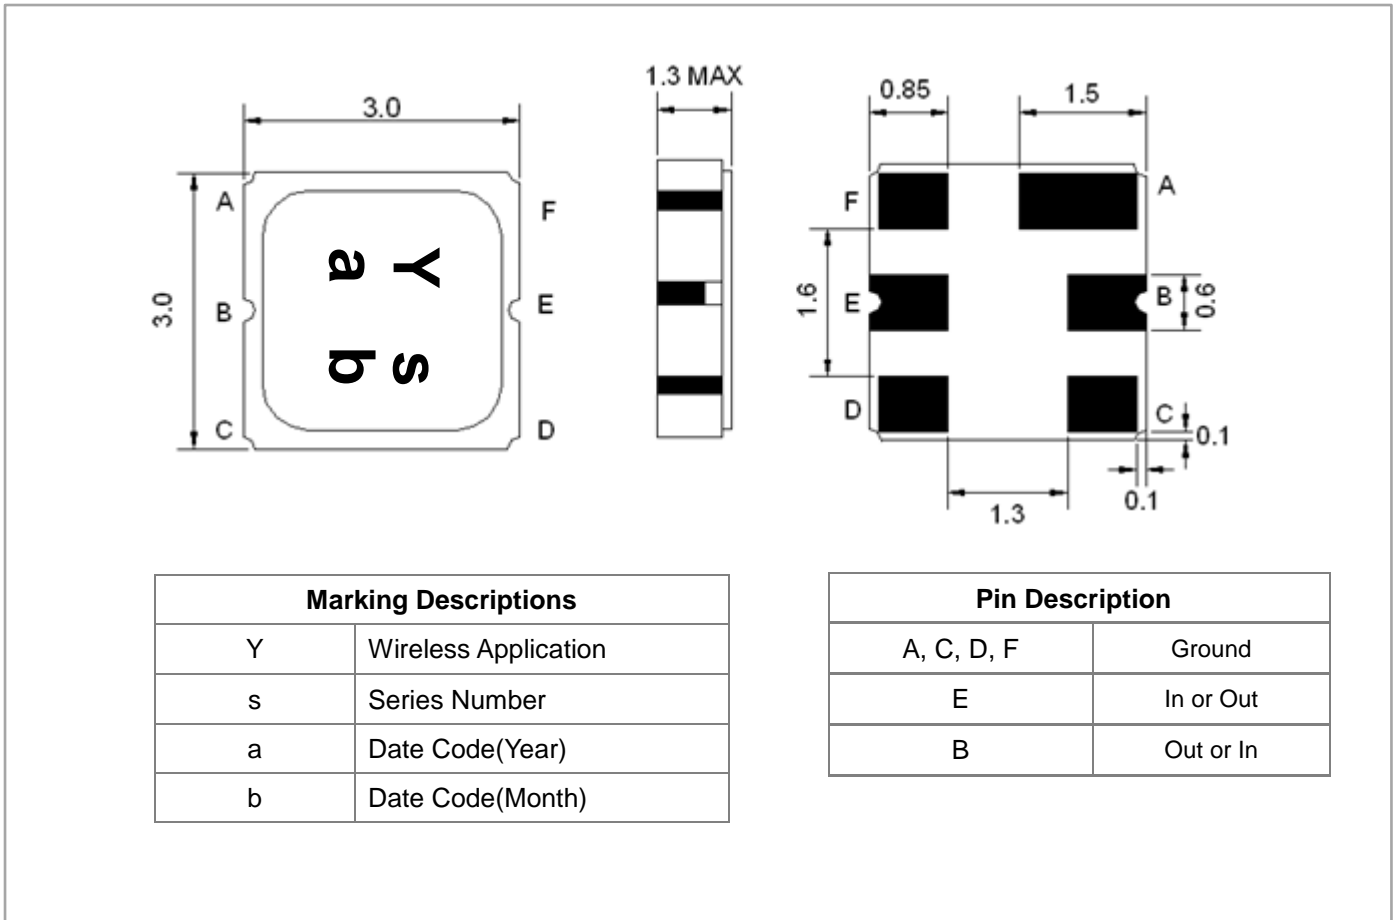 1.3 MAX
3.0
0.85
1.5
A
F
3.0
B
E
C
D
Y
a
s
b
F
A
1.6
E
B
0.6
D
C
0.1
0.1
1.3
Marking Descriptions
Y Wireless Application
s Series Number
a Date Code(Year)
b Date Code(Month)
Pin Description
A, C, D, F Ground
E In or Out
B Out or In